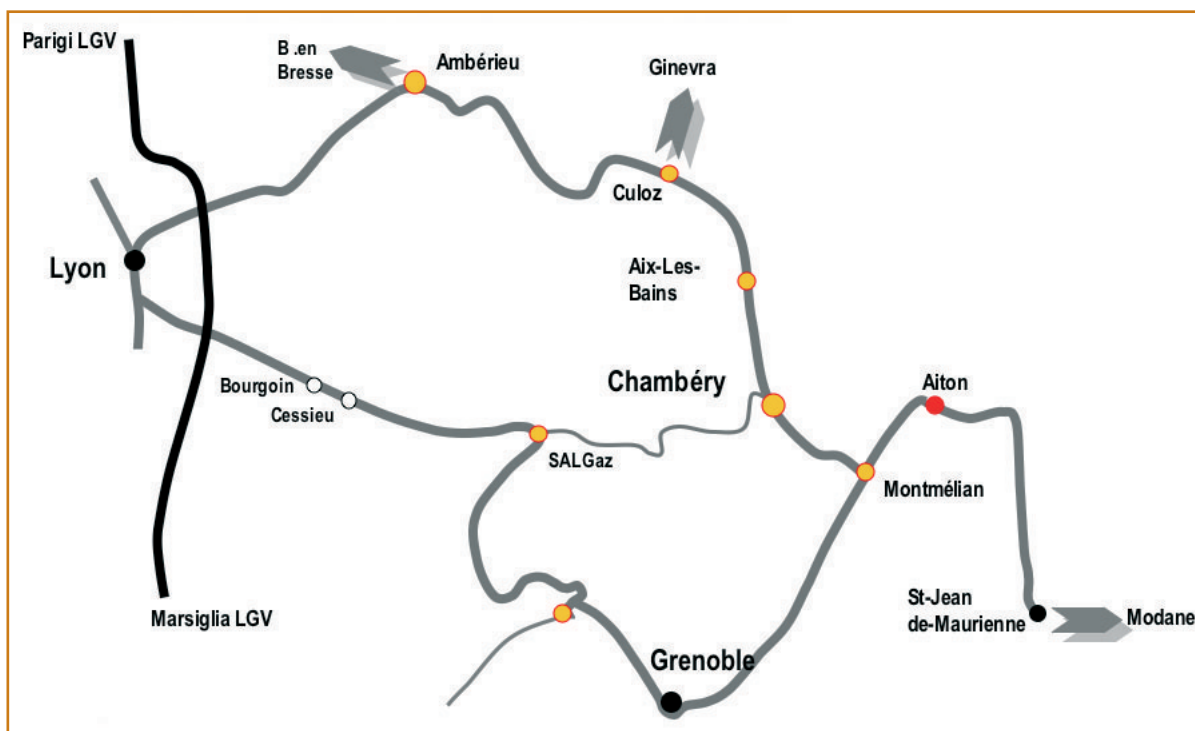 Parigi LGV
B .en
Bresse
Ambérieu
Ginevra
Culoz
Lyon
Aix-Les-
Bains
Bourgoin
Cessieu
Chambéry
Aiton
SALGaz
Montmélian
Marsiglia LGV
St-Jean
de-Maurienne
Modane
Grenoble